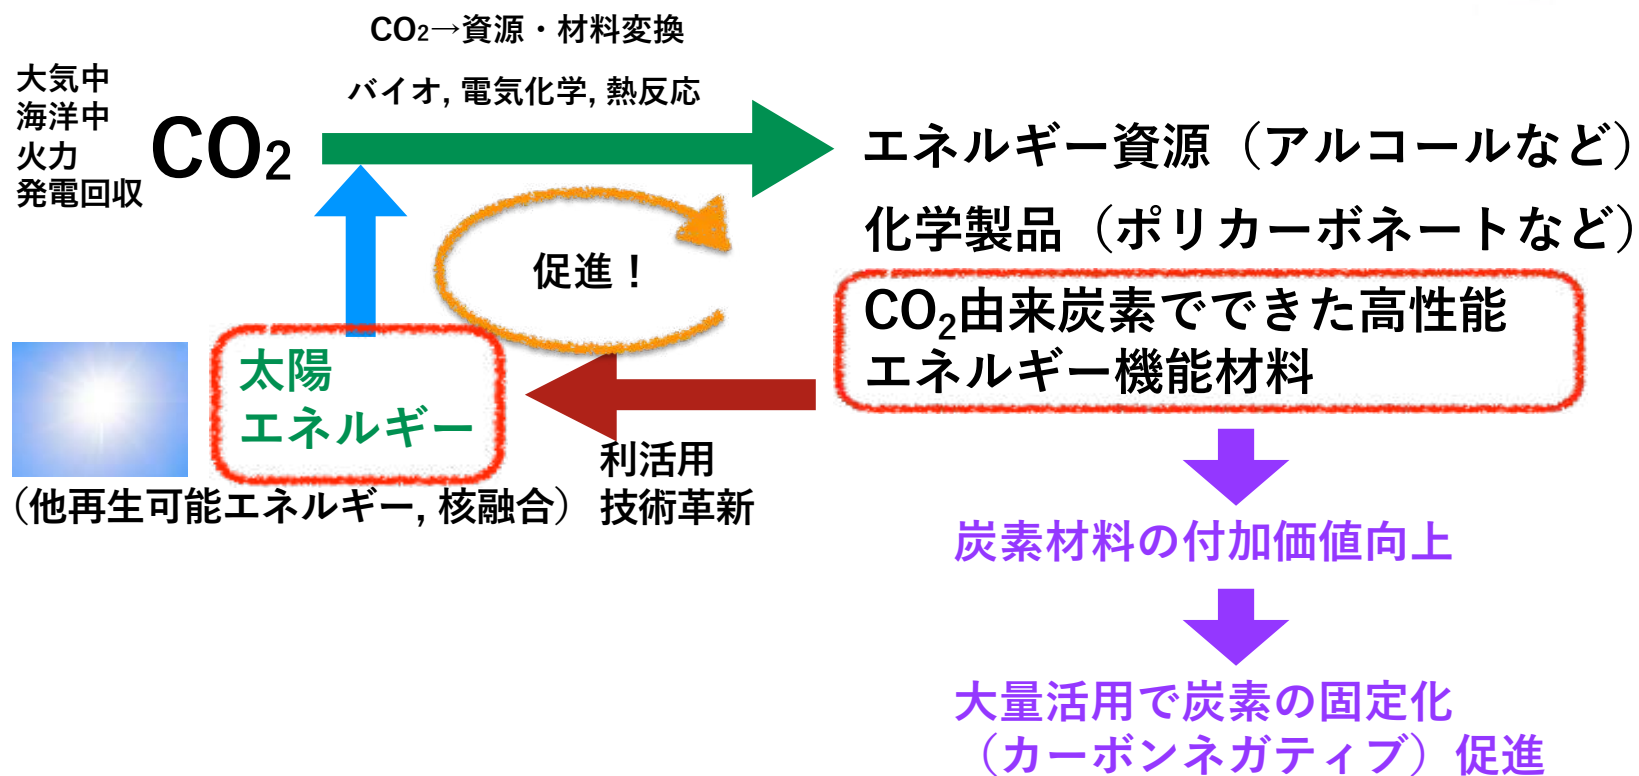 CO₂→資源・材料変換
バイオ, 電気化学, 熱反応
大気中
海洋中
火力
発電回収
CO₂
エネルギー資源（アルコールなど）
化学製品（ポリカーボネートなど）
CO₂由来炭素でできた高性能
エネルギー機能材料
促進！
太陽
エネルギー
（他再生可能エネルギー, 核融合）
利活用
技術革新
炭素材料の付加価値向上
大量活用で炭素の固定化
（カーボンネガティブ）促進